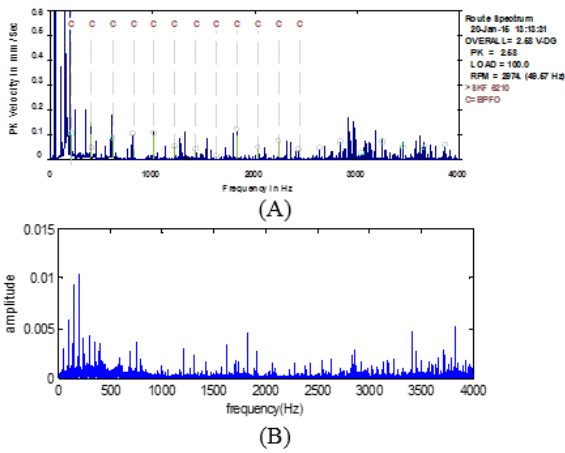 Route Spectrum
20-Jan-15 13:13:31
OVERALL= 2.53 V-DG
PK = 2.53
LOAD = 100.0
RPM = 2974. (49.57 Hz)
>SKF 6210
C=BPFO
C C C C C C C C C C C C
PK Velocity in mm/Sec
0.6
0.5
0.4
0.3
0.2
0.1
0
0 1000 2000 3000 4000
Frequency in Hz
(A)
amplitude
0.015
0.01
0.005
0
0 500 1000 1500 2000 2500 3000 3500 4000
frequency(Hz)
(B)